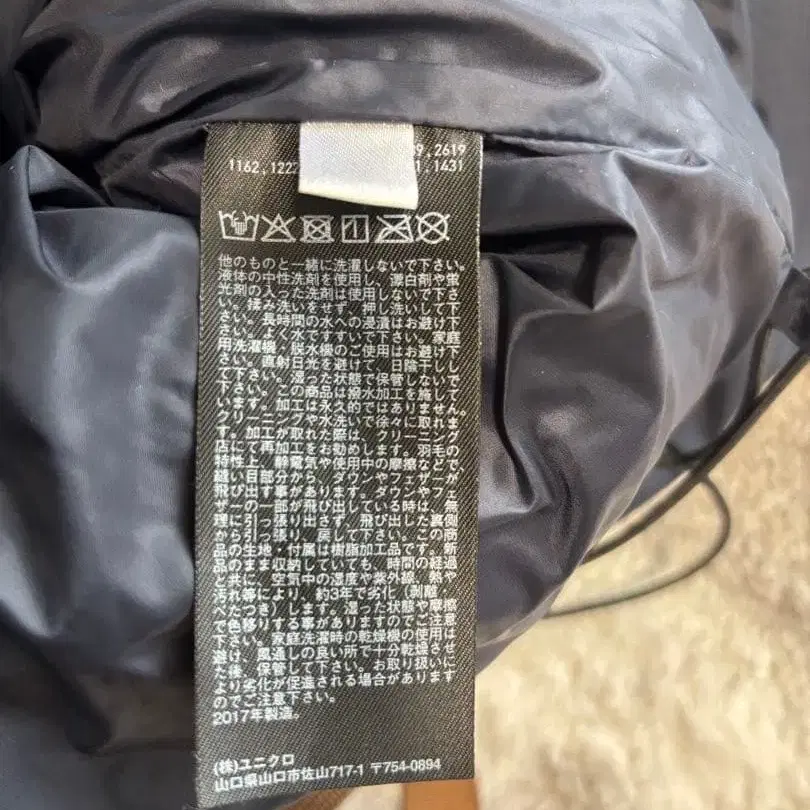 9,2619
1162,122 1.1431
他のものと一緒に洗濯しないで下さい。
液体の中性洗剤を使用し、漂白剤や蛍
光剤の入った洗剤は使用しないで下さ
い。揉み洗いをせず、押し洗いして下
さい。長時間の水への浸漬はお避け下
さい。よく水ですすいで下さい。家庭
用洗濯機、脱水機のご使用はお避け下
さい。直射日光を避けて、日陰干しし
て下さい。湿った状態で保管しないで
下さい。この商品は撥水加工を施して
います。加工は永久的ではありません。
クリーニングや水洗いで徐々に取れま
す。加工が取れた際は、クリーニング
店にて再加工をお勧めします。羽毛の
特性上、静電気や使用中の摩擦などで、
縫い目部分から、ダウンやフェザーが
飛び出す事があります。ダウンやフェ
ザーの一部が飛び出している時は、無
理に引っ張り出さず、飛び出した裏側
から引っ張り、戻して下さい。この商
品の生地・付属は樹脂加工品です。新
品のまま収納していても、時間の経過
と共に、空気中の湿度や紫外線、熱や
汚れ等により、約3年で劣化（剥離、
べたつき）します。湿った状態や摩擦
で色移りする事がありますのでご注意
下さい。家庭洗濯時の乾燥機の使用は
避け、風通しの良い所で十分乾燥させ
た後、保管して下さい。お取り扱いに
より劣化が促進される場合があります
のでご注意下さい。
2017年製造。
(株)ユニクロ
山口県山口市佐山717-1 〒754-0894